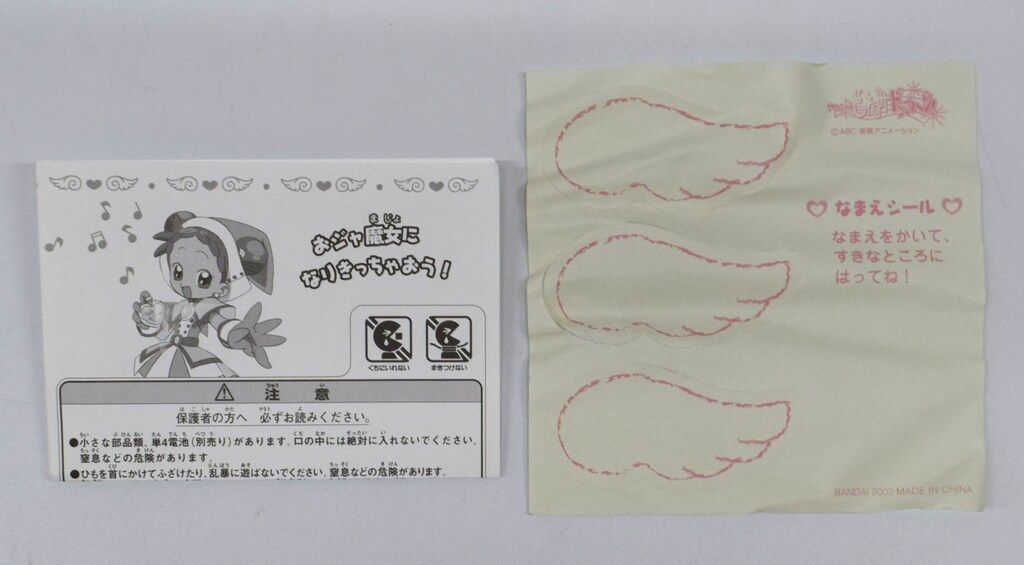 おジャ魔女に
なりきっちゃおう！
くちにいれない
まきつけない
注意
保護者の方へ 必ずお読みください。
●小さな部品類、単4電池(別売り)があります。口の中には絶対に入れないでください。
窒息などの危険があります。
●ひもを首にかけてふざけたり、乱暴に遊ばないでください。窒息などの危険があります。
©ABC・東映アニメーション
なまえシール
なまえをかいて、
すきなところに
はってね！
BANDAI 2002 MADE IN CHINA